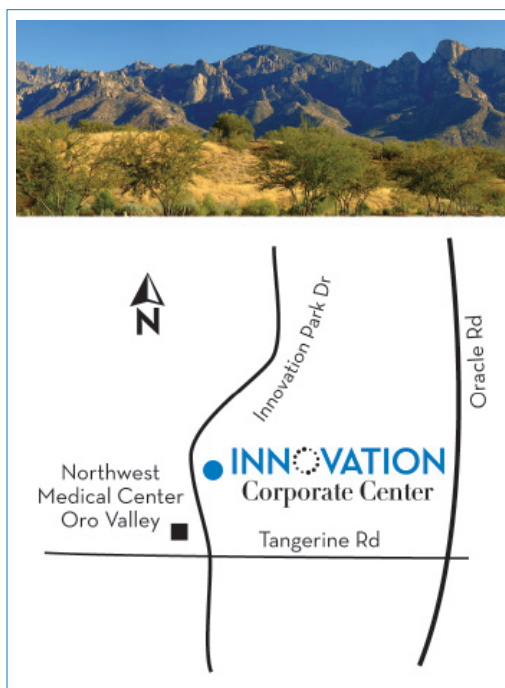 N
Innovation Park Dr
Oracle Rd
INNOVATION
Corporate Center
Northwest
Medical Center
Oro Valley
Tangerine Rd